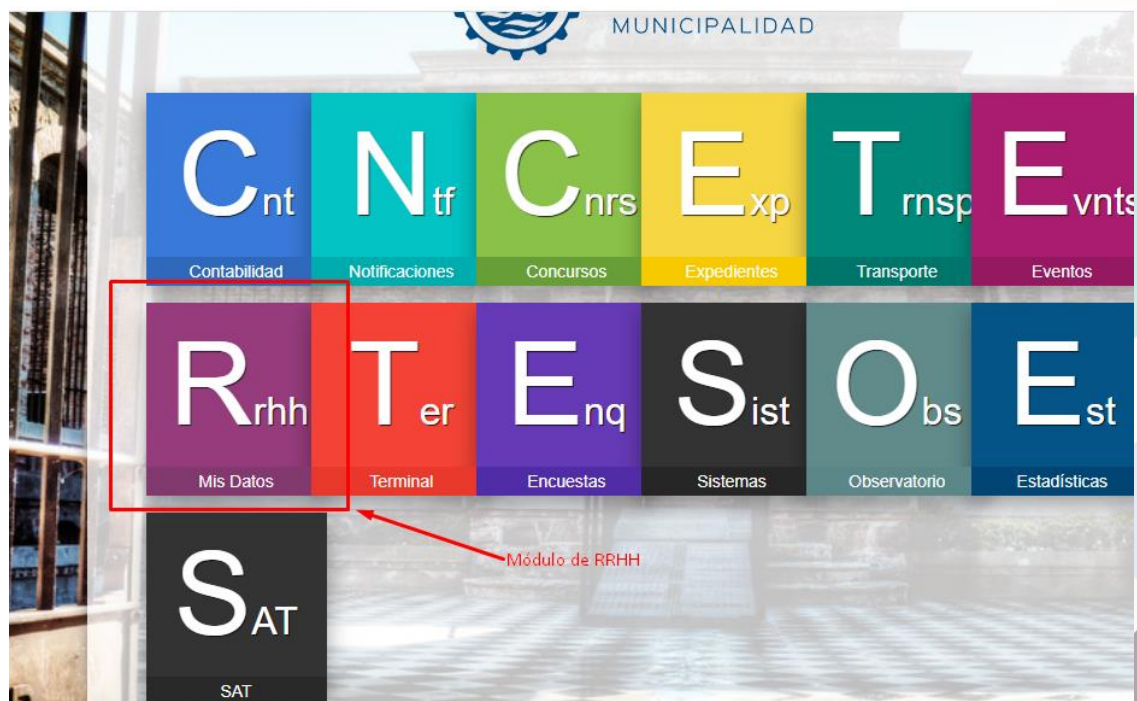 MUNICIPALIDAD
Cnt Ntf Cnrs Exp Trnsp Evnts
Contabilidad Notificaciones Concursos Expedientes Transporte Eventos
Rrhh Ter Enq Sist Obs Est
Mis Datos Terminal Encuestas Sistemas Observatorio Estadísticas
Módulo de RRHH
SAT
SAT